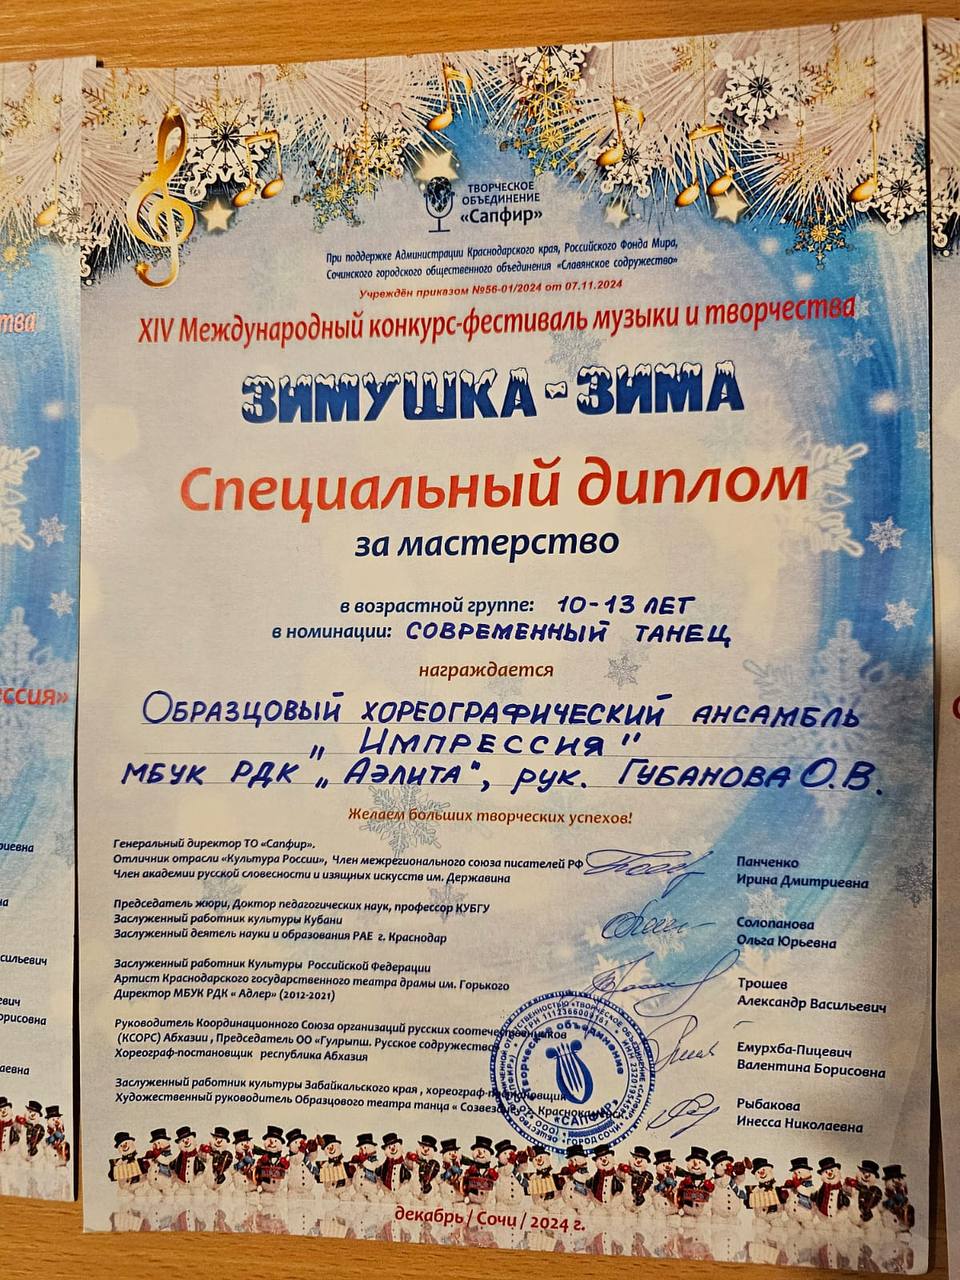 ТВОРЧЕСКОЕ
ОБЪЕДИНЕНИЕ
«Сапфир»
При поддержке Администрации Краснодарского края, Российского Фонда Мира,
Сочинского городского общественного объединения «Славянское содружество»
Учреждён приказом №56-01/2024 от 07.11.2024
XIV Международный конкурс-фестиваль музыки и творчества
ЗИМУШКА-ЗИМА
Специальный диплом
за мастерство
в возрастной группе: 10-13 ЛЕТ
в номинации: СОВРЕМЕННЫЙ ТАНЕЦ
награждается
ОБРАЗЦОВЫЙ ХОРЕОГРАФИЧЕСКИЙ АНСАМБЛЬ
„ИМПРЕССИЯ"
МБУК РДК „АЭЛИТА", рук. ГУБАНОВА О.В.
Желаем больших творческих успехов!
Генеральный директор ТО «Сапфир».
Отличник отрасли «Культура России», Член межрегионального союза писателей РФ
Член академии русской словесности и изящных искусств им. Державина
Панченко
Ирина Дмитриевна
Председатель жюри, Доктор педагогических наук, профессор КУБГУ
Заслуженный работник культуры Кубани
Заслуженный деятель науки и образования РАЕ г. Краснодар
Солопанова
Ольга Юрьевна
Заслуженный работник Культуры Российской Федерации
Артист Краснодарского государственного театра драмы им. Горького
Директор МБУК РДК « Адлер» (2012-2021)
Трошев
Александр Васильевич
Руководитель Координационного Союза организаций русских соотечественников
(КСОРС) Абхазии , Председатель ОО «Гулрыпш. Русское содружество
Хореограф-постановщик республика Абхазия
Емурхба-Пицевич
Валентина Борисовна
Заслуженный работник культуры Забайкальского края , хореограф-постановщик
Художественный руководитель Образцового театра танца « Созвездие
Рыбакова
Инесса Николаевна
творческое объединение
«САПФИР»
ГОРОД СОЧИ
декабрь / Сочи / 2024 г.